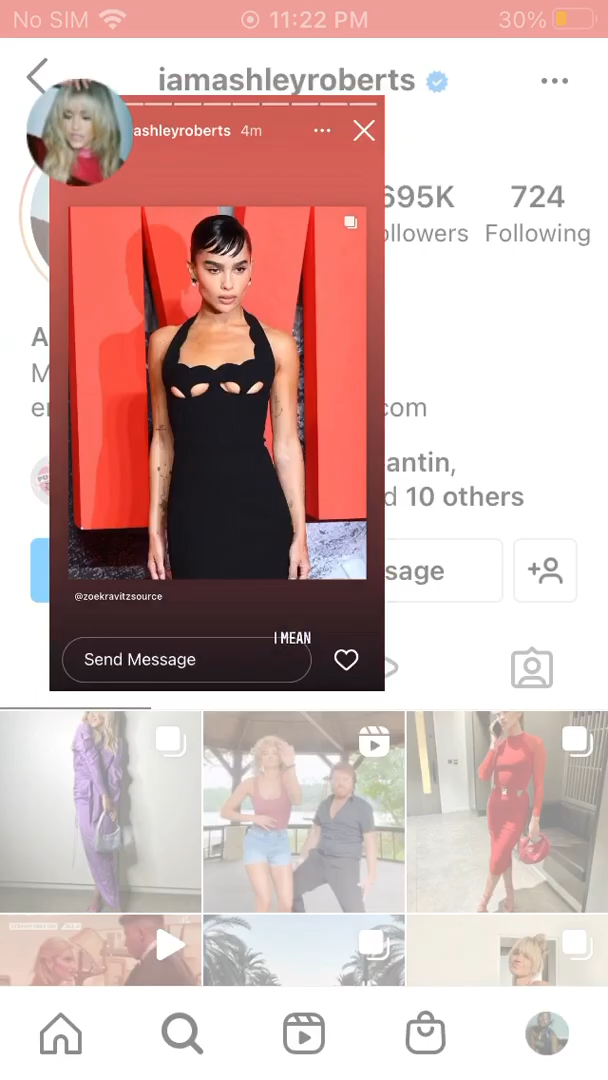 No SIM 11:22 PM 30%
iamashleyroberts
ashleyroberts 4m
695K 724
ollowers Following
A
M
en com
antin,
d 10 others
@zoekravitzsource
I MEAN
Send Message
sage